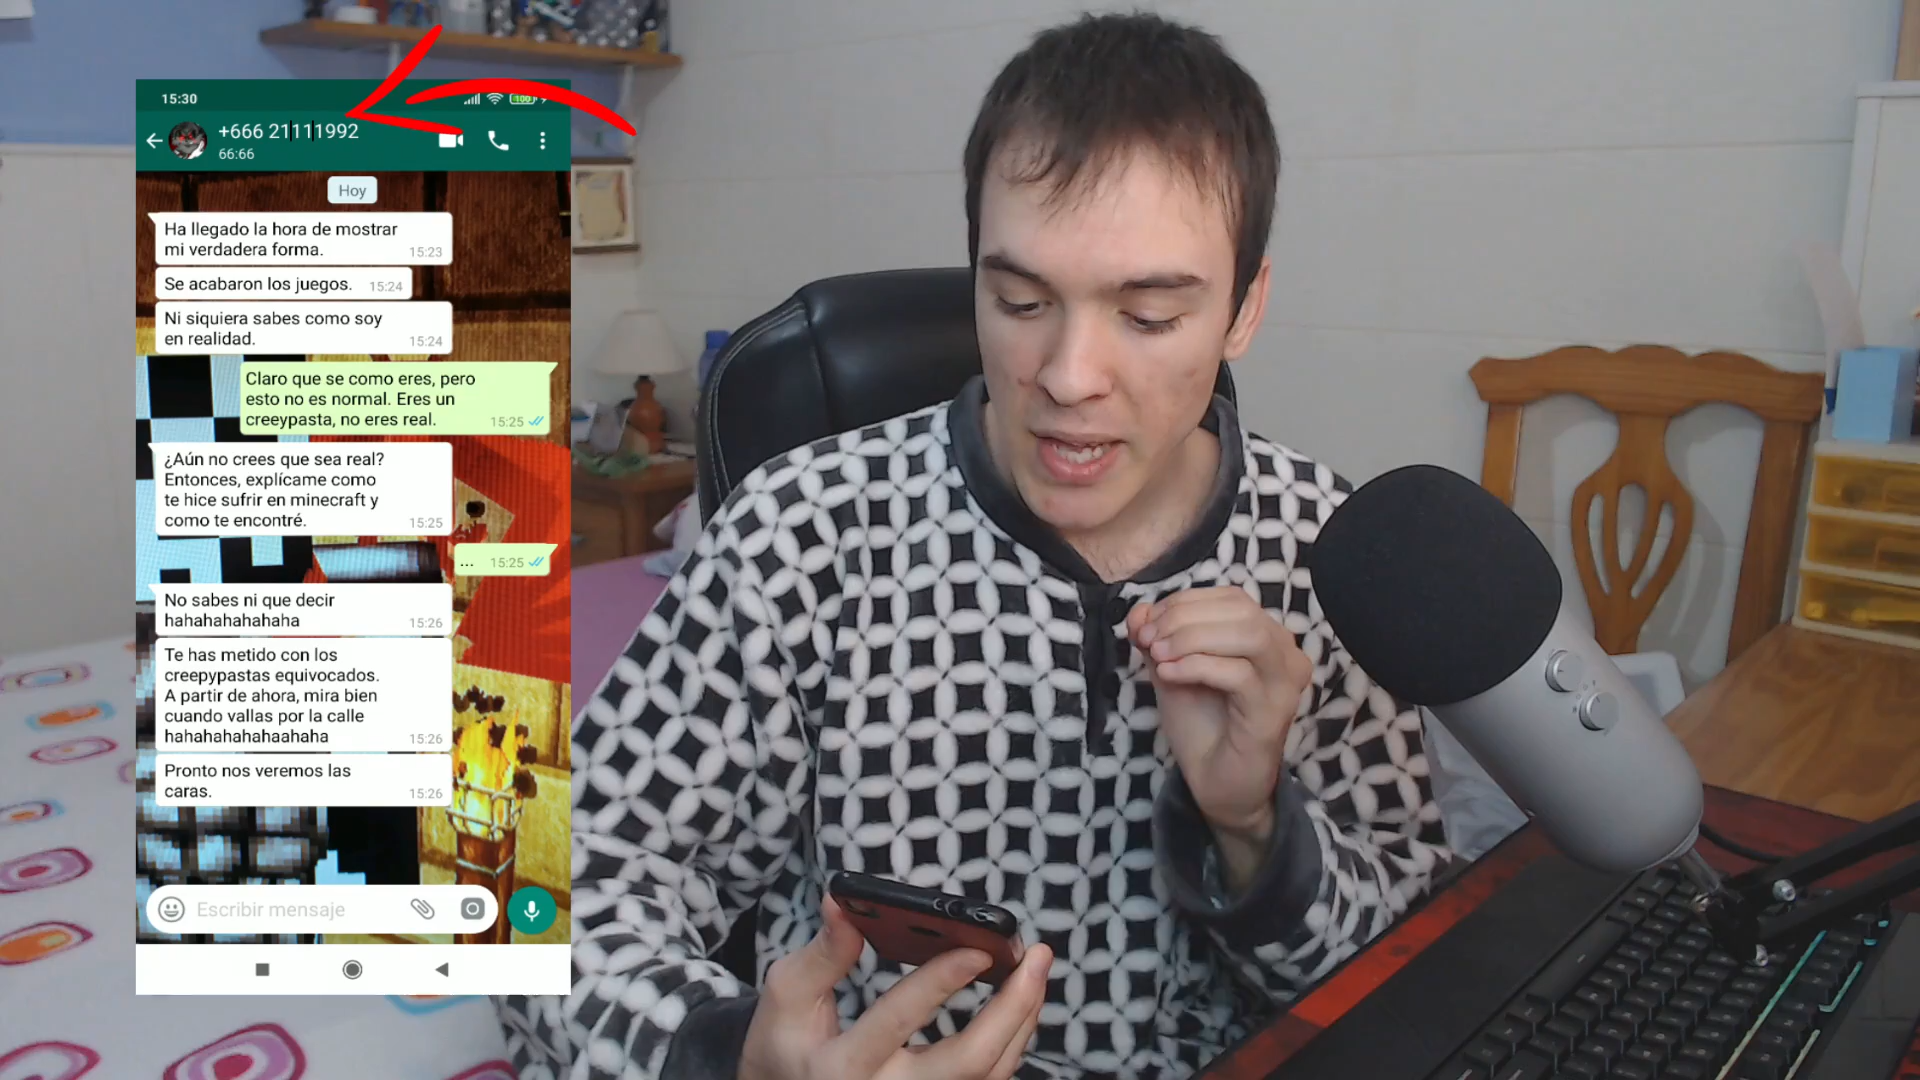 15:30
100
+666 21|11|1992
66:66
Hoy
Ha llegado la hora de mostrar
mi verdadera forma.
15:23
Se acabaron los juegos.
15:24
Ni siquiera sabes como soy
en realidad.
15:24
Claro que se como eres, pero
esto no es normal. Eres un
creeypasta, no eres real.
15:25
¿Aún no crees que sea real?
Entonces, explícame como
te hice sufrir en minecraft y
como te encontré.
15:25
...
15:25
No sabes ni que decir
hahahahahahaha
15:26
Te has metido con los
creepypastas equivocados.
A partir de ahora, mira bien
cuando vallas por la calle
hahahahahahaahaha
15:26
Pronto nos veremos las
caras.
15:26
Escribir mensaje